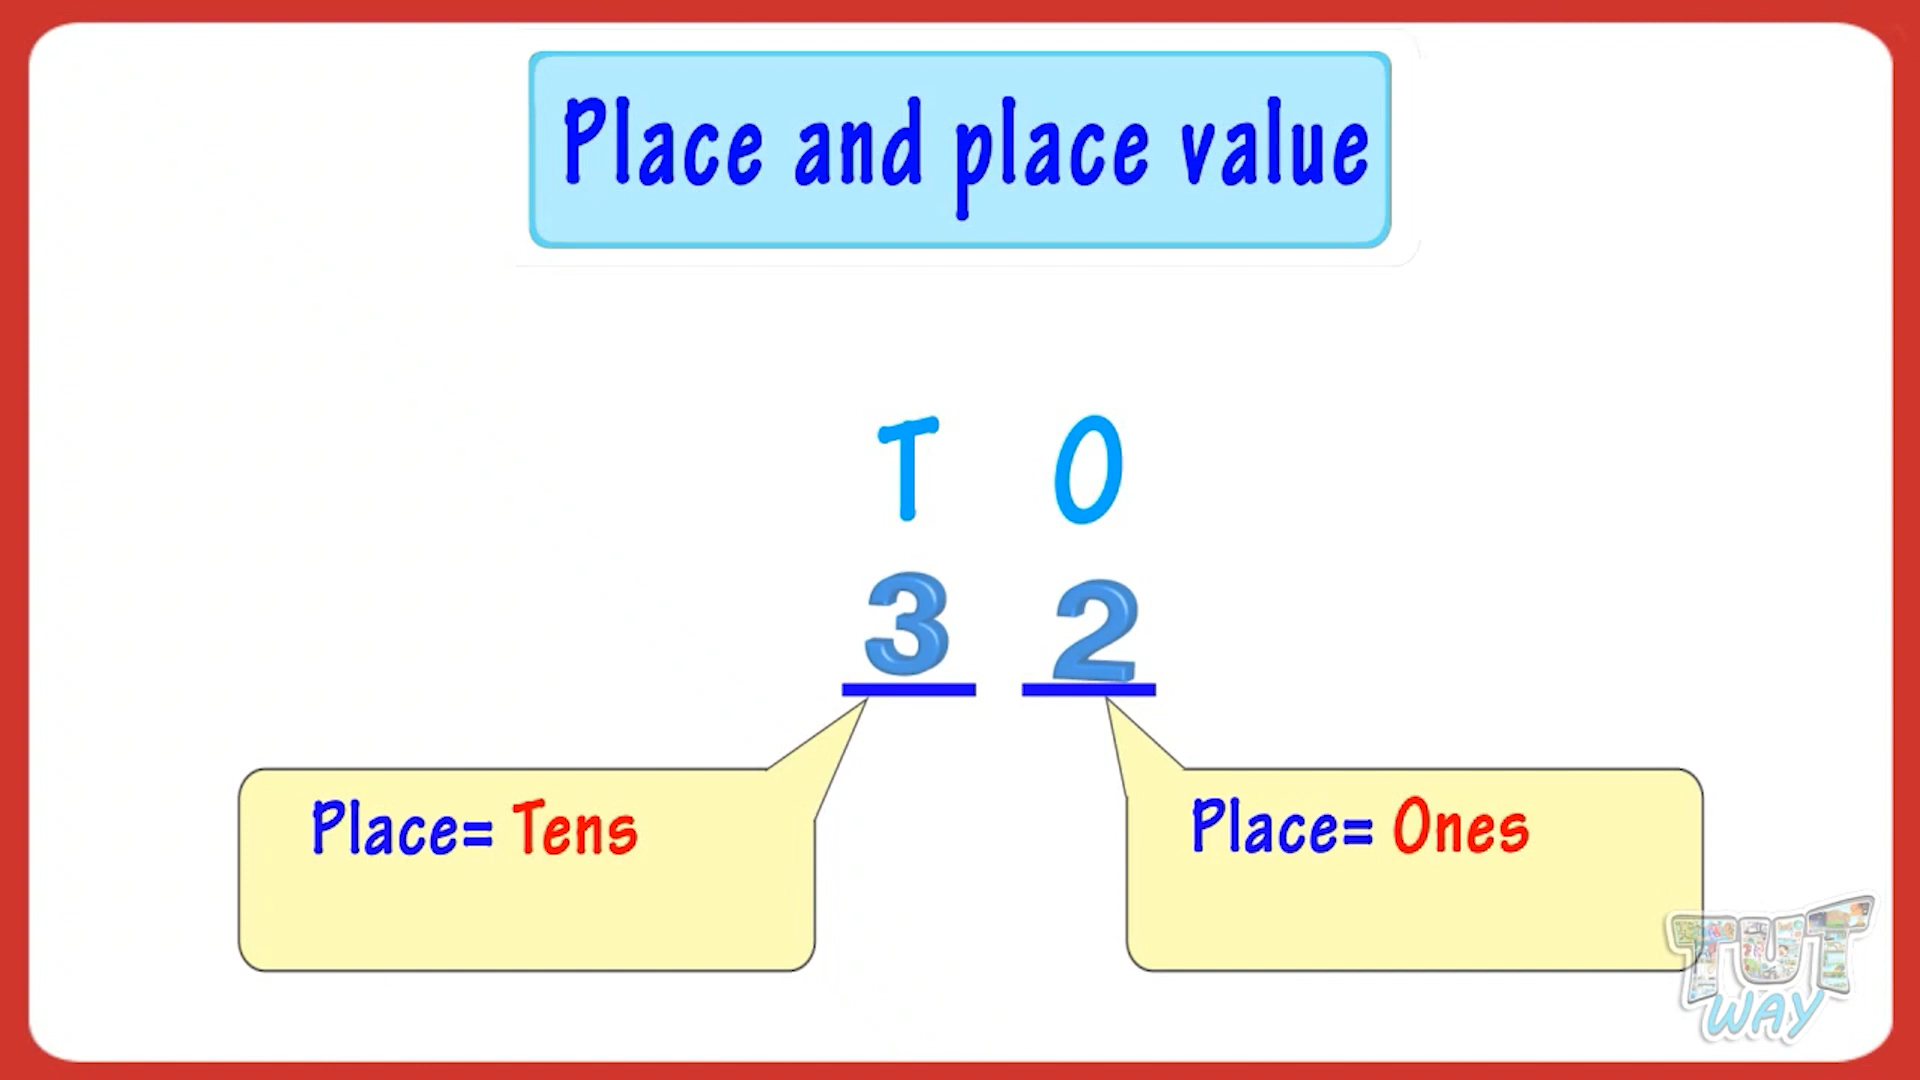 Place and place value
T O
3 2
Place= Tens
Place= Ones
TUT
WAY